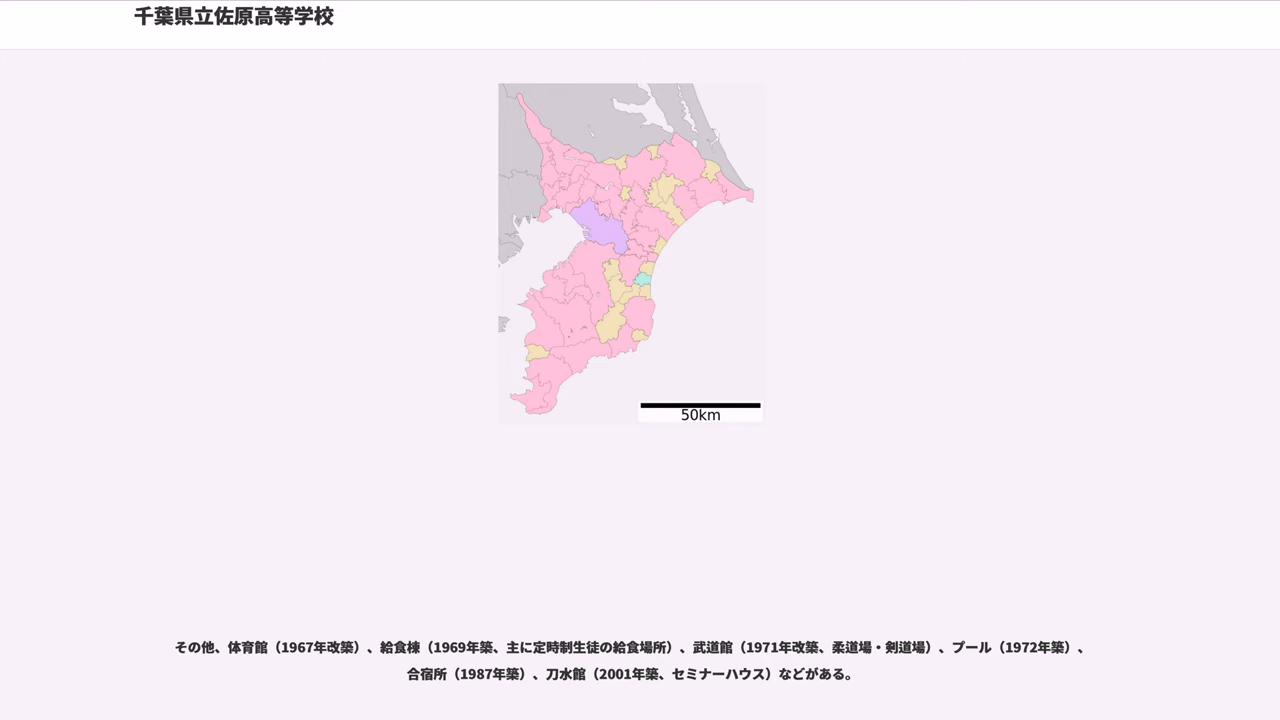 千葉県立佐原高等学校
50km
その他、体育館（1967年改築）、給食棟（1969年築、主に定時制生徒の給食場所）、武道館（1971年改築、柔道場・剣道場）、プール（1972年築）、
合宿所（1987年築）、刀水館（2001年築、セミナーハウス）などがある。